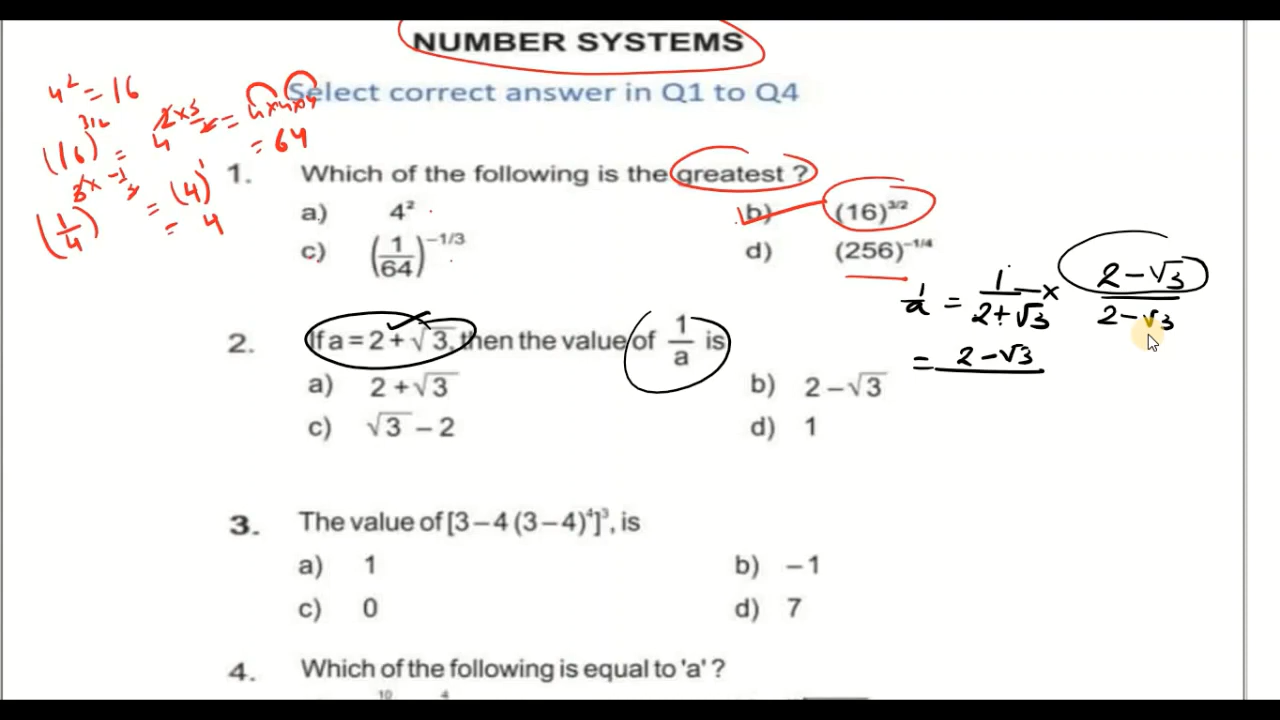 NUMBER SYSTEMS
Select correct answer in Q1 to Q4
4² = 16
(16)^3/2 = 4^2×3/2 = 4×4×4
= 64
(1/4)^3×-1/3 = (4)^1
= 4
1. Which of the following is the greatest ?
a) 4² b) (16)^3/2
c) (1/64)^-1/3 d) (256)^-1/4
2. If a = 2 + √3, then the value of 1/a is
a) 2 + √3 b) 2 – √3
c) √3 – 2 d) 1
1/a = 1/(2+√3) × (2-√3)/(2-√3)
= 2-√3
3. The value of [3 – 4 (3 – 4)⁴]³, is
a) 1 b) – 1
c) 0 d) 7
4. Which of the following is equal to 'a' ?
10 4